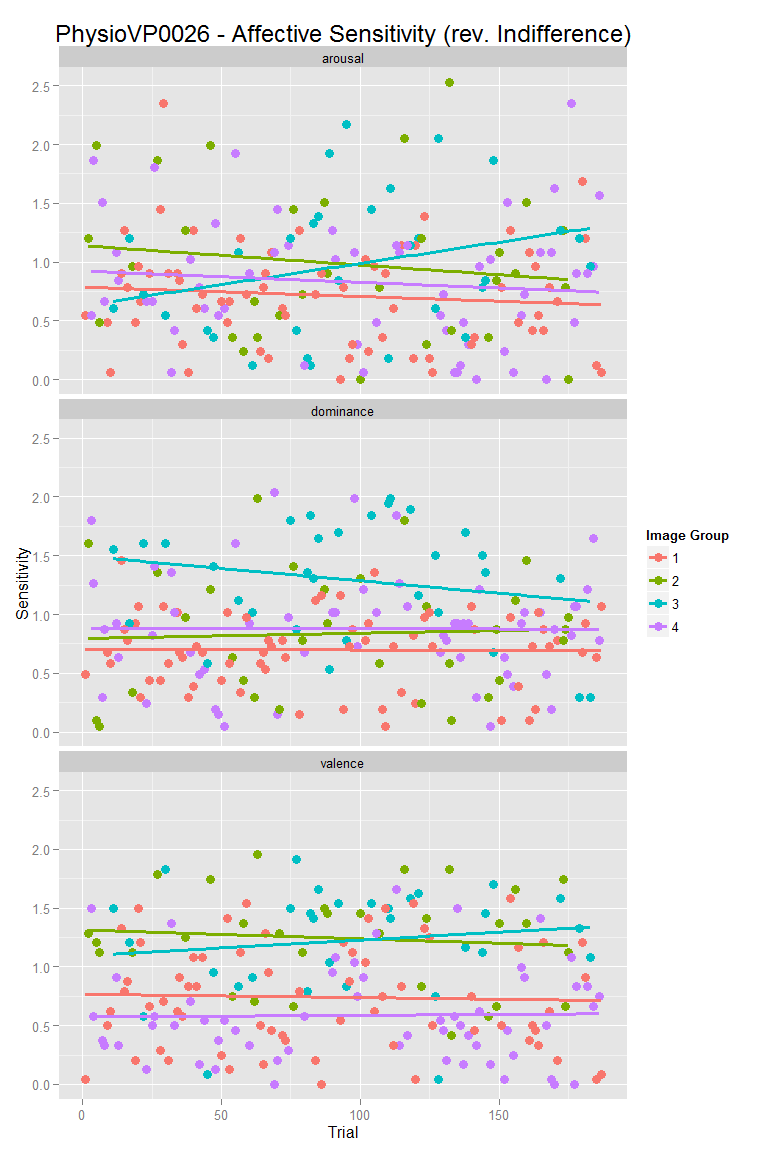 PhysioVP0026 - Affective Sensitivity (rev. Indifference)
arousal
2.5
2.0
1.5
1.0
0.5
0.0
dominance
2.5
2.0
1.5
1.0
0.5
0.0
valence
2.5
2.0
1.5
1.0
0.5
0.0
0 50 100 150
Trial
Sensitivity
Image Group
1
2
3
4